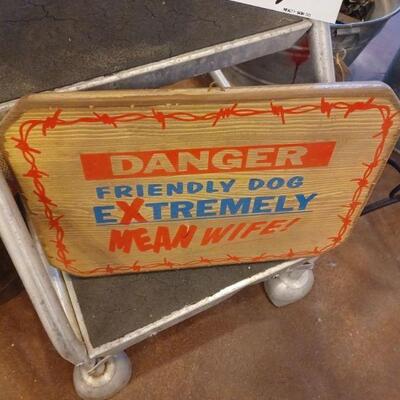 DANGER
FRIENDLY DOG
EXTREMELY
MEAN WIFE!